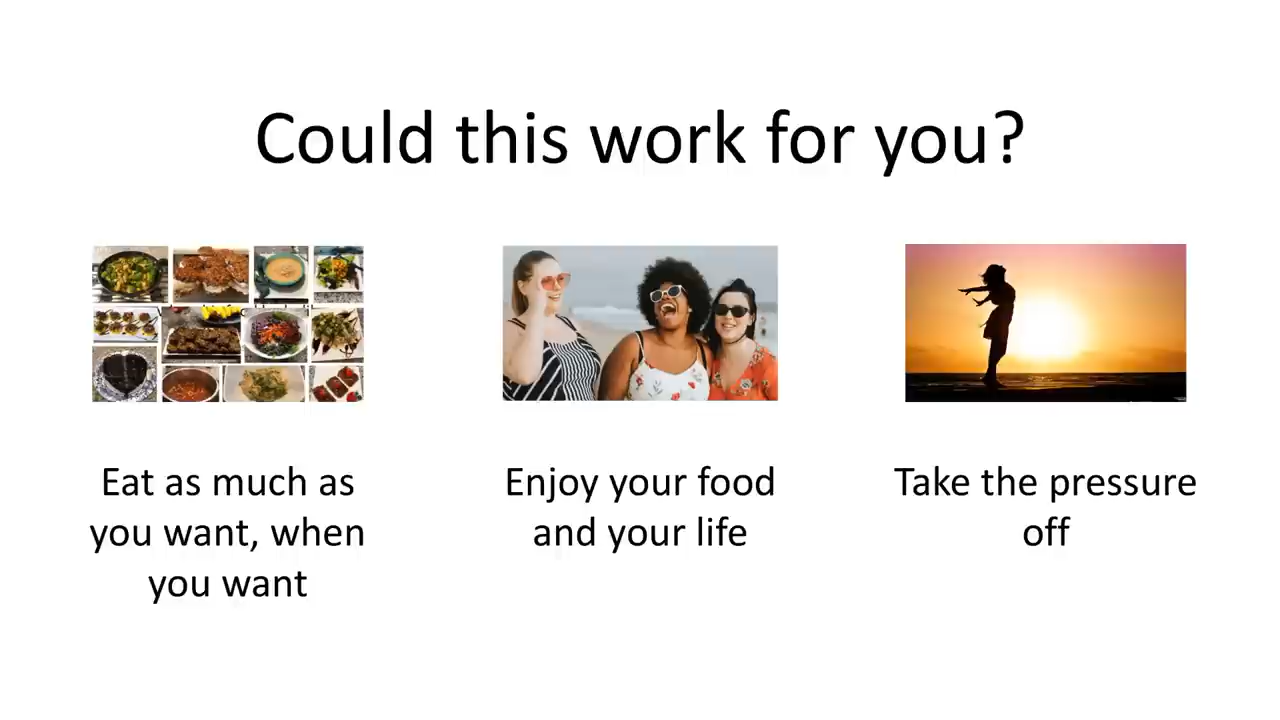 Could this work for you?
Eat as much as
you want, when
you want
Enjoy your food
and your life
Take the pressure
off